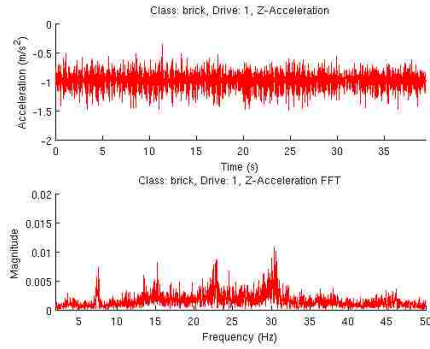 Class: brick, Drive: 1, Z-Acceleration
Acceleration (m/s²)
0
−0.5
−1
−1.5
−2
0 5 10 15 20 25 30 35
Time (s)
Class: brick, Drive: 1, Z-Acceleration FFT
Magnitude
0.02
0.015
0.01
0.005
0
5 10 15 20 25 30 35 40 45 50
Frequency (Hz)